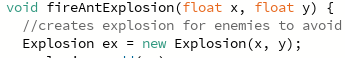 void fireAntExplosion(float x, float y) {
//creates explosion for enemies to avoid
Explosion ex = new Explosion(x, y);